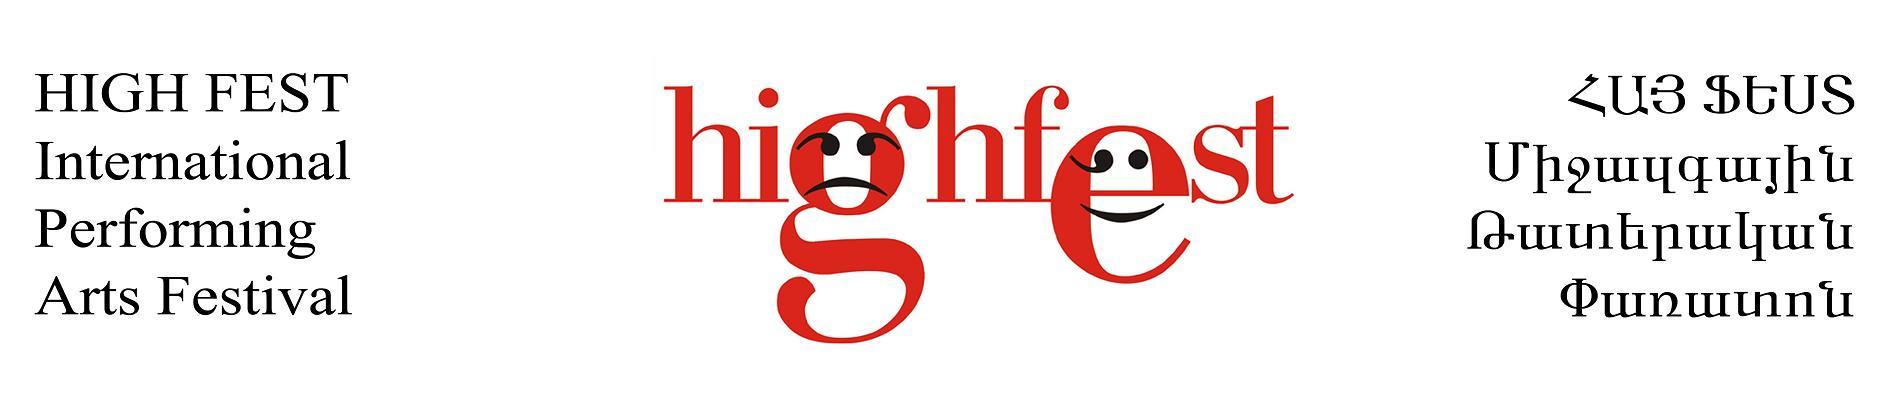 HIGH FEST
International
Performing
Arts Festival
highfest
ՀԱՅ ՖԵՍՏ
Միջազգային
Թատերական
Փառատոն